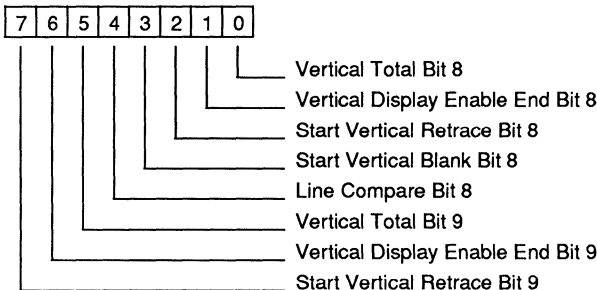 7 6 5 4 3 2 1 0
Vertical Total Bit 8
Vertical Display Enable End Bit 8
Start Vertical Retrace Bit 8
Start Vertical Blank Bit 8
Line Compare Bit 8
Vertical Total Bit 9
Vertical Display Enable End Bit 9
Start Vertical Retrace Bit 9